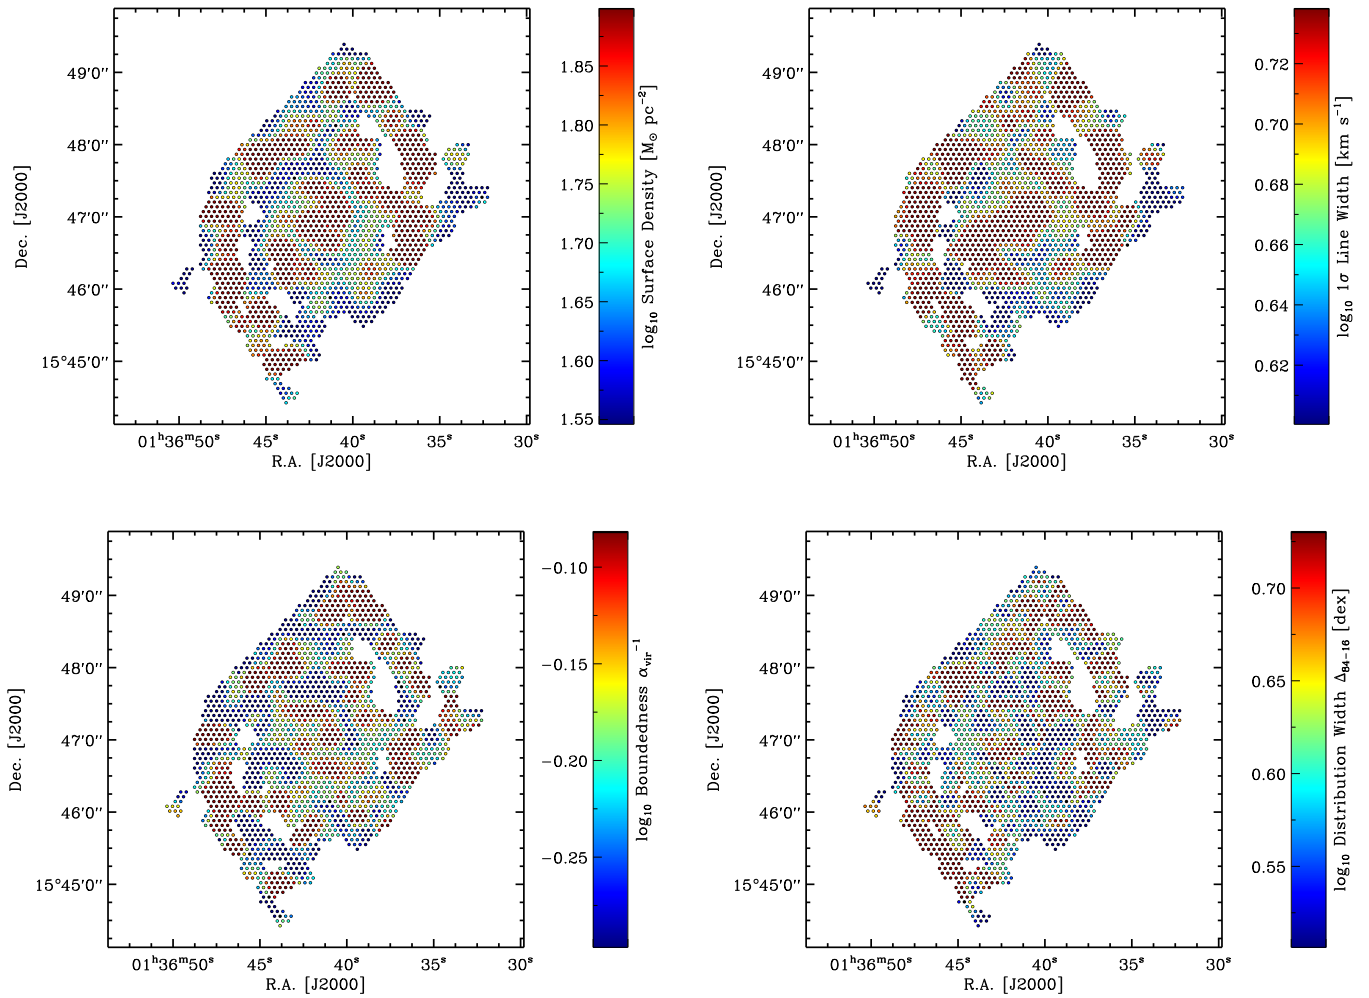 49'0''
48'0''
47'0''
46'0''
15°45'0''
Dec. [J2000]
01ʰ36ᵐ50ˢ 45ˢ 40ˢ 35ˢ 30ˢ
R.A. [J2000]
1.85
1.80
1.75
1.70
1.65
1.60
1.55
log₁₀ Surface Density [M⊙ pc⁻²]
49'0''
48'0''
47'0''
46'0''
15°45'0''
Dec. [J2000]
01ʰ36ᵐ50ˢ 45ˢ 40ˢ 35ˢ 30ˢ
R.A. [J2000]
0.72
0.70
0.68
0.66
0.64
0.62
log₁₀ 1σ Line Width [km s⁻¹]
49'0''
48'0''
47'0''
46'0''
15°45'0''
Dec. [J2000]
01ʰ36ᵐ50ˢ 45ˢ 40ˢ 35ˢ 30ˢ
R.A. [J2000]
−0.10
−0.15
−0.20
−0.25
log₁₀ Boundedness αvir⁻¹
49'0''
48'0''
47'0''
46'0''
15°45'0''
Dec. [J2000]
01ʰ36ᵐ50ˢ 45ˢ 40ˢ 35ˢ 30ˢ
R.A. [J2000]
0.70
0.65
0.60
0.55
log₁₀ Distribution Width Δ₈₄₋₁₆ [dex]